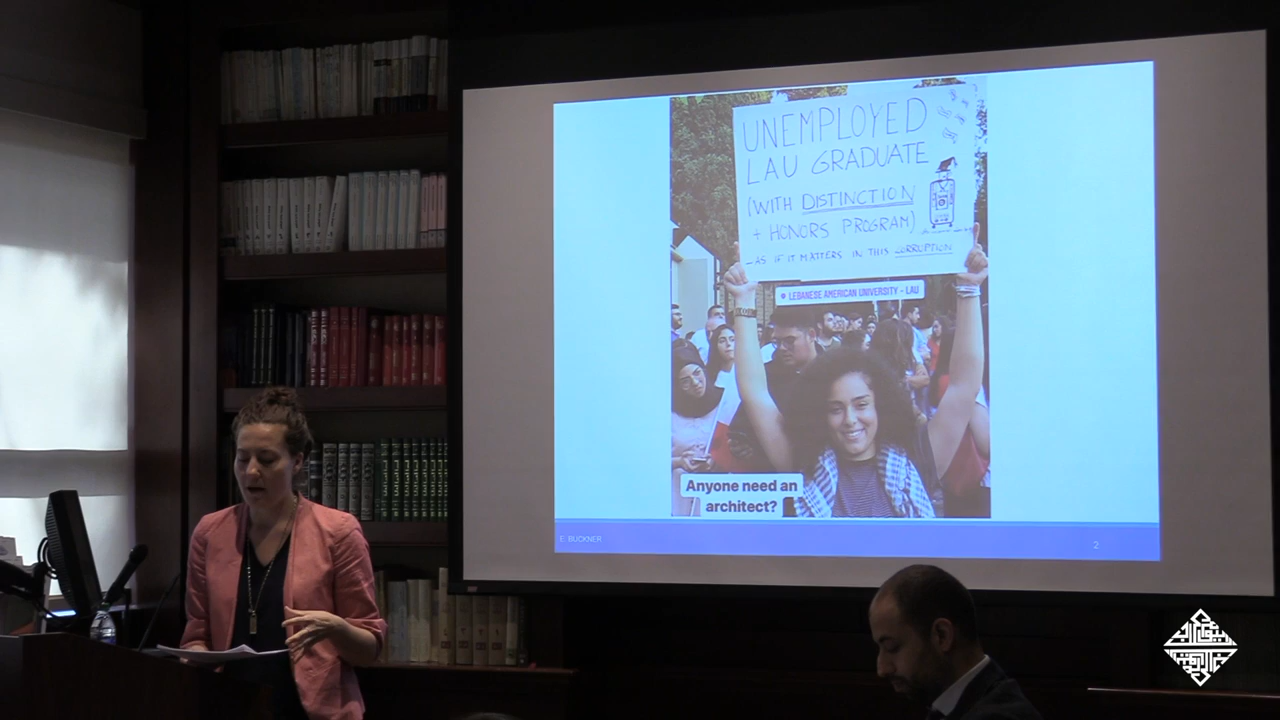 UNEMPLOYED
LAU GRADUATE
(WITH DISTINCTION
+ HONORS PROGRAM)
- AS IF IT MATTERS IN THIS CORRUPTION
LEBANESE AMERICAN UNIVERSITY - LAU
Anyone need an
architect?
E. BUCKNER
2